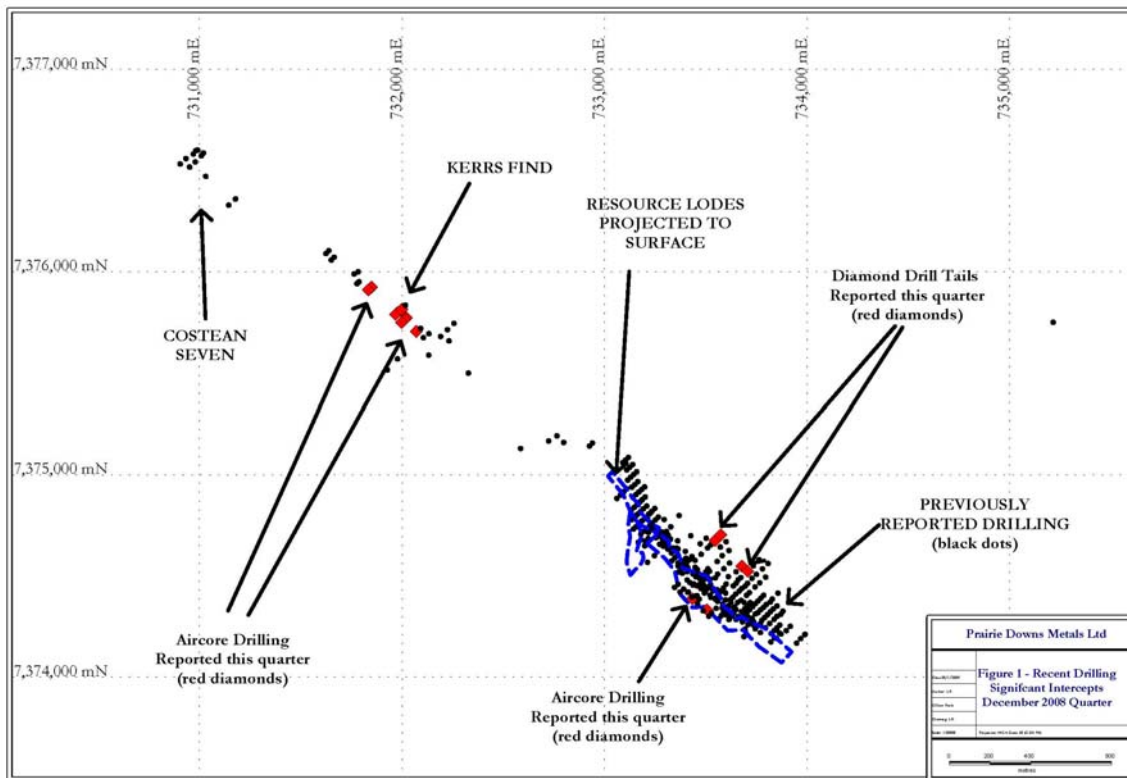 731,000 mE.
732,000 mE.
733,000 mE.
734,000 mE.
735,000 mE.
7,377,000 mN
KERRS FIND
RESOURCE LODES
PROJECTED TO
SURFACE
7,376,000 mN
Diamond Drill Tails
Reported this quarter
(red diamonds)
COSTEAN
SEVEN
7,375,000 mN
PREVIOUSLY
REPORTED DRILLING
(black dots)
Aircore Drilling
Reported this quarter
(red diamonds)
7,374,000 mN
Aircore Drilling
Reported this quarter
(red diamonds)
Prairie Downs Metals Ltd
Figure 1 - Recent Drilling
Signifcant Intercepts
December 2008 Quarter
0 200 400 800
metres